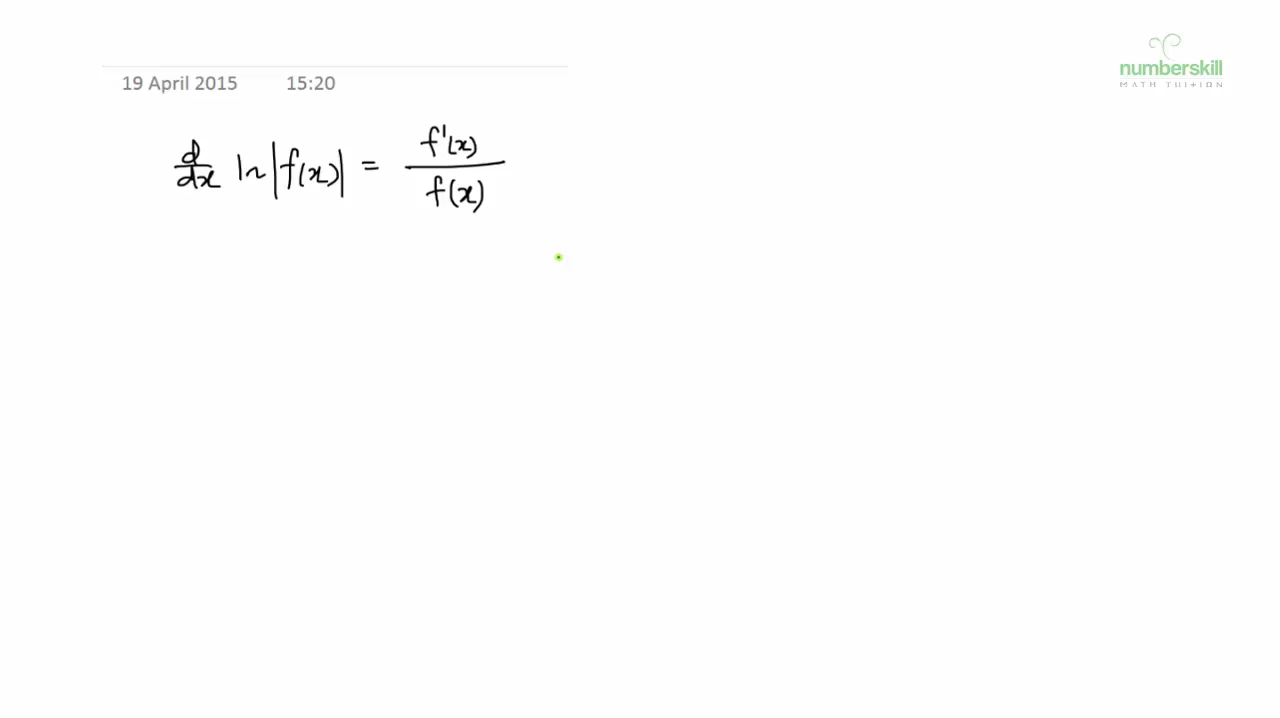 numberskill
MATH TUITION
19 April 2015 15:20
d/dx ln|f(x)| = f'(x)/f(x)